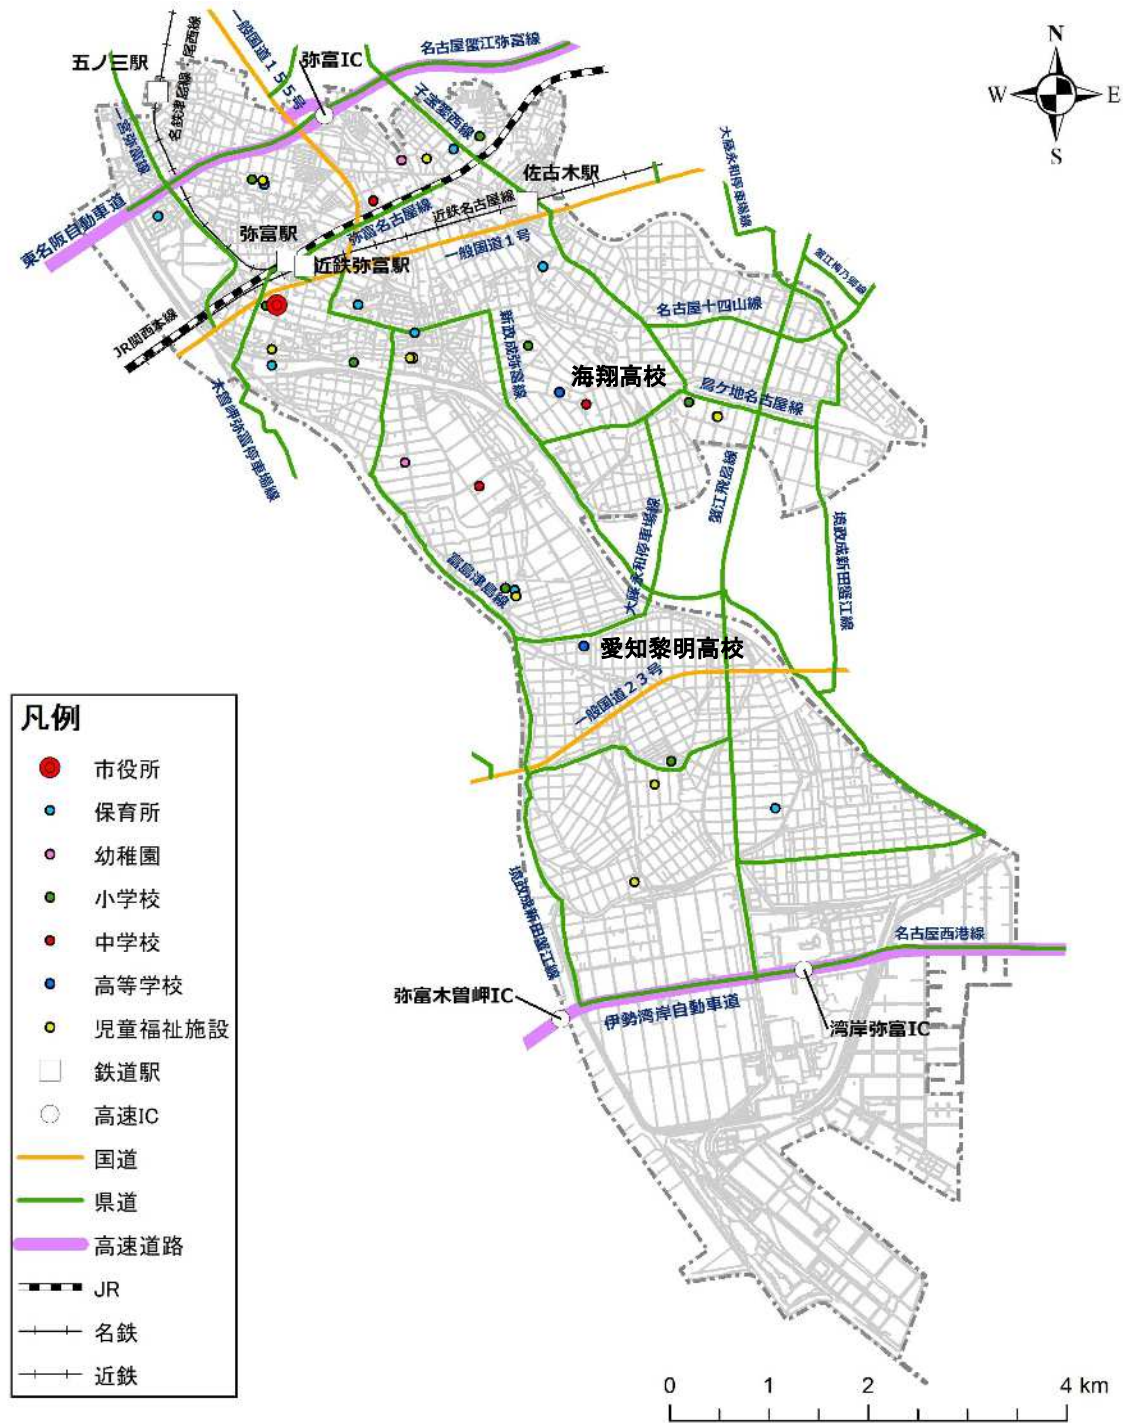 N
W
E
S
一般国道155号
名古屋蟹江弥富線
弥富IC
五ノ三駅
名鉄津島線・尾西線
一宮弥富線
子宝愛西線
大藤永和停車場線
佐古木駅
近鉄名古屋線
弥富名古屋線
東名阪自動車道
弥富駅
近鉄弥富駅
一般国道1号
蟹江梅乃郷線
名古屋十四山線
新政成弥富線
JR関西本線
海翔高校
鳥ケ地名古屋線
木曽岬弥富停車場線
蟹江飛島線
大藤永和停車場線
境政成新田蟹江線
富島津島線
愛知黎明高校
一般国道23号
境政成新田蟹江線
名古屋西港線
弥富木曽岬IC
伊勢湾岸自動車道
湾岸弥富IC
凡例
市役所
保育所
幼稚園
小学校
中学校
高等学校
児童福祉施設
鉄道駅
高速IC
国道
県道
高速道路
JR
名鉄
近鉄
0 1 2 4 km